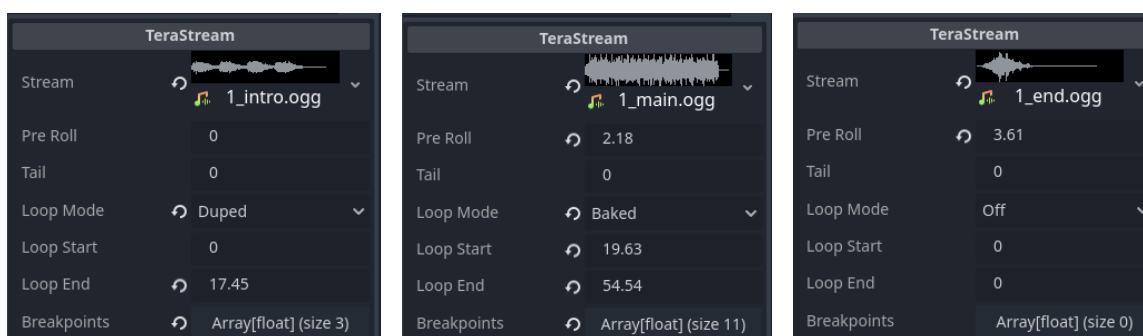 TeraStream
Stream
1_intro.ogg
Pre Roll 0
Tail 0
Loop Mode Duped
Loop Start 0
Loop End 17.45
Breakpoints Array[float] (size 3)
TeraStream
Stream
1_main.ogg
Pre Roll 2.18
Tail 0
Loop Mode Baked
Loop Start 19.63
Loop End 54.54
Breakpoints Array[float] (size 11)
TeraStream
Stream
1_end.ogg
Pre Roll 3.61
Tail 0
Loop Mode Off
Loop Start 0
Loop End 0
Breakpoints Array[float] (size 0)